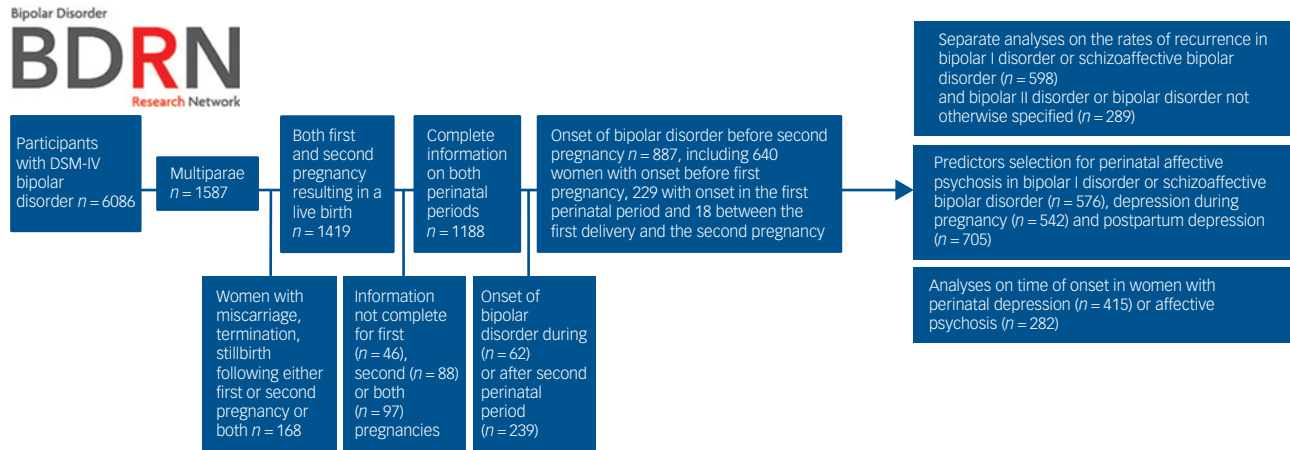 Bipolar Disorder
BDRN
Research Network
Participants
with DSM-IV
bipolar
disorder n = 6086
Multiparae
n = 1587
Both first
and second
pregnancy
resulting in a
live birth
n = 1419
Complete
information
on both
perinatal
periods
n = 1188
Onset of bipolar disorder before second
pregnancy n = 887, including 640
women with onset before first
pregnancy, 229 with onset in the first
perinatal period and 18 between the
first delivery and the second pregnancy
Women with
miscarriage,
termination,
stillbirth
following either
first or second
pregnancy or
both n = 168
Information
not complete
for first
(n = 46),
second (n = 88)
or both
(n = 97)
pregnancies
Onset of
bipolar
disorder during
(n = 62)
or after second
perinatal
period
(n = 239)
Separate analyses on the rates of recurrence in
bipolar I disorder or schizoaffective bipolar
disorder (n = 598)
and bipolar II disorder or bipolar disorder not
otherwise specified (n = 289)
Predictors selection for perinatal affective
psychosis in bipolar I disorder or schizoaffective
bipolar disorder (n = 576), depression during
pregnancy (n = 542) and postpartum depression
(n = 705)
Analyses on time of onset in women with
perinatal depression (n = 415) or affective
psychosis (n = 282)